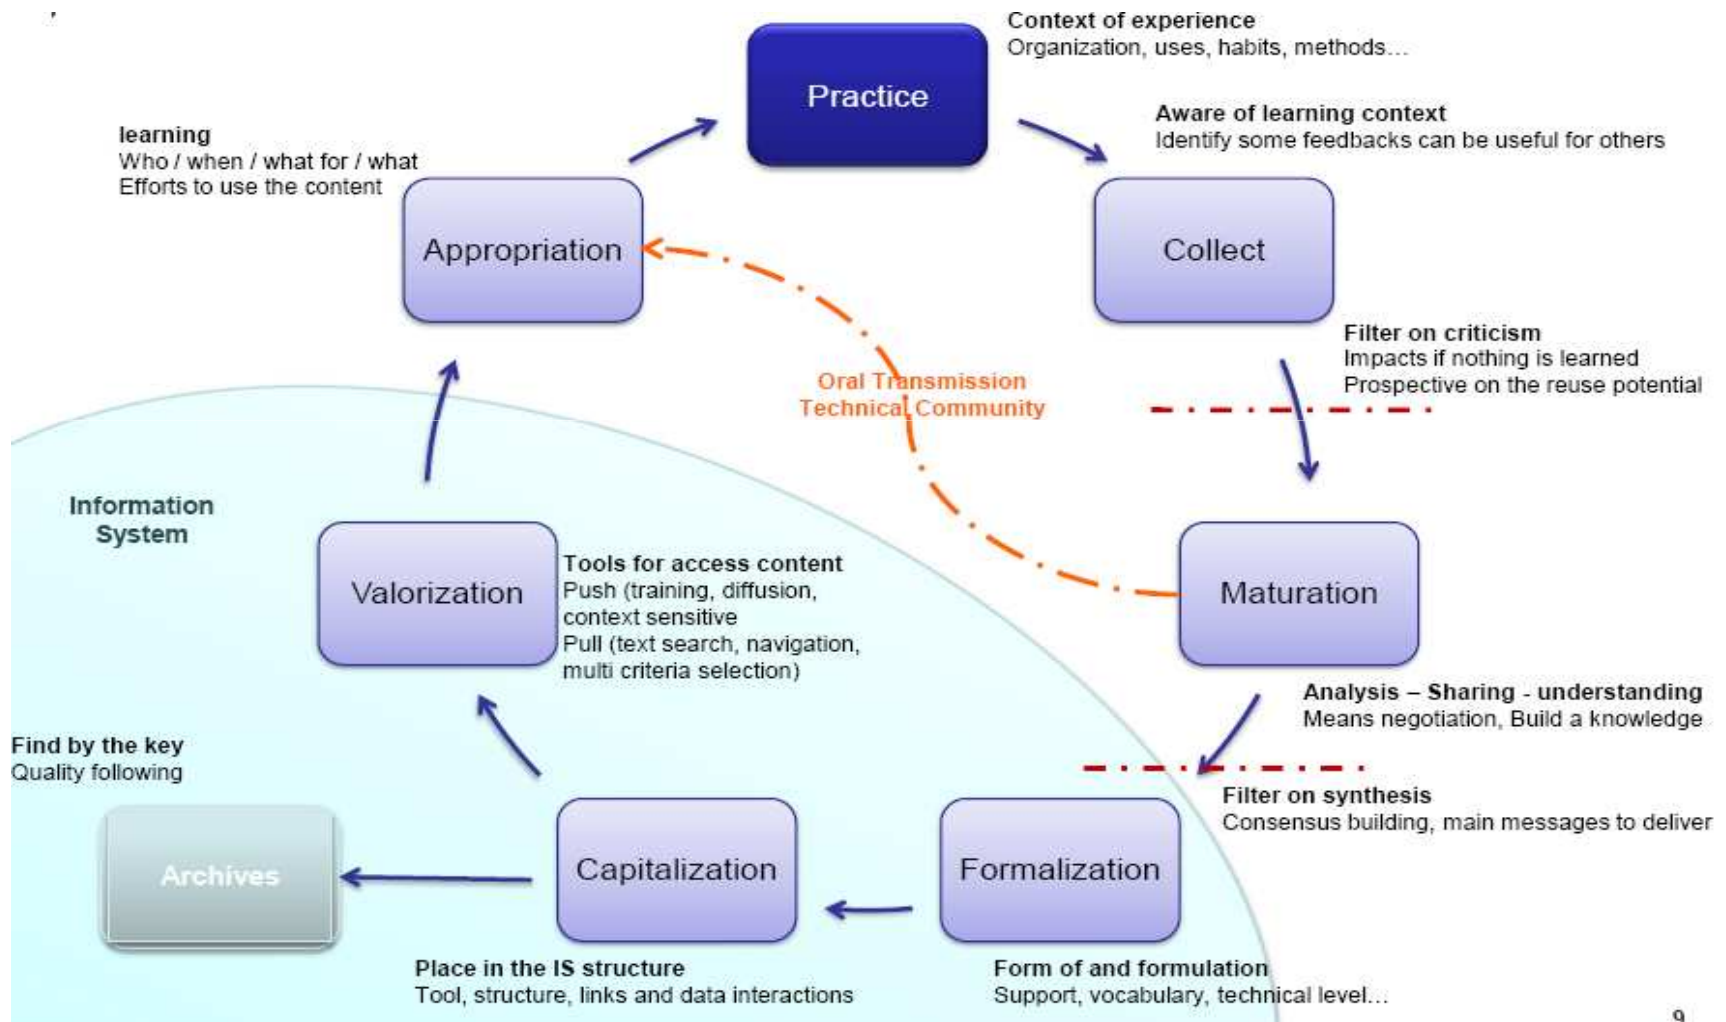 Context of experience
Organization, uses, habits, methods…
Practice
Aware of learning context
Identify some feedbacks can be useful for others
learning
Who / when / what for / what
Efforts to use the content
Appropriation
Collect
Filter on criticism
Impacts if nothing is learned
Prospective on the reuse potential
Oral Transmission
Technical Community
Information
System
Valorization
Tools for access content
Push (training, diffusion,
context sensitive
Pull (text search, navigation,
multi criteria selection)
Maturation
Analysis – Sharing - understanding
Means negotiation, Build a knowledge
Find by the key
Quality following
Filter on synthesis
Consensus building, main messages to deliver
Archives
Capitalization
Formalization
Place in the IS structure
Tool, structure, links and data interactions
Form of and formulation
Support, vocabulary, technical level…
9